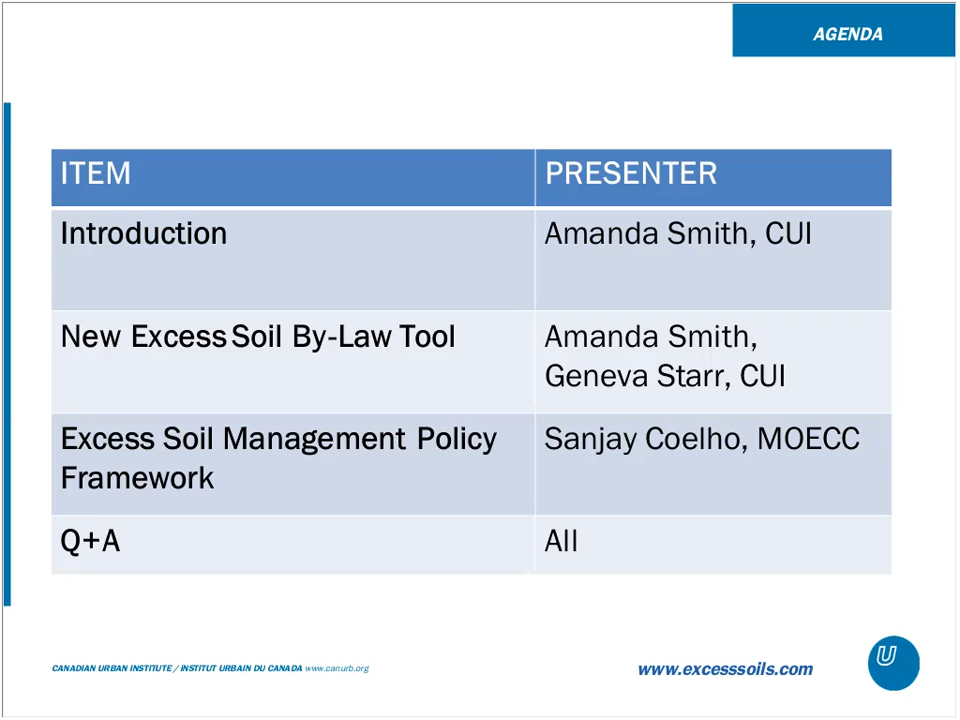 AGENDA
ITEM PRESENTER
Introduction Amanda Smith, CUI
New Excess Soil By-Law Tool Amanda Smith,
Geneva Starr, CUI
Excess Soil Management Policy Sanjay Coelho, MOECC
Framework
Q+A All
CANADIAN URBAN INSTITUTE / INSTITUT URBAIN DU CANADA www.canurb.org
www.excesssoils.com
U